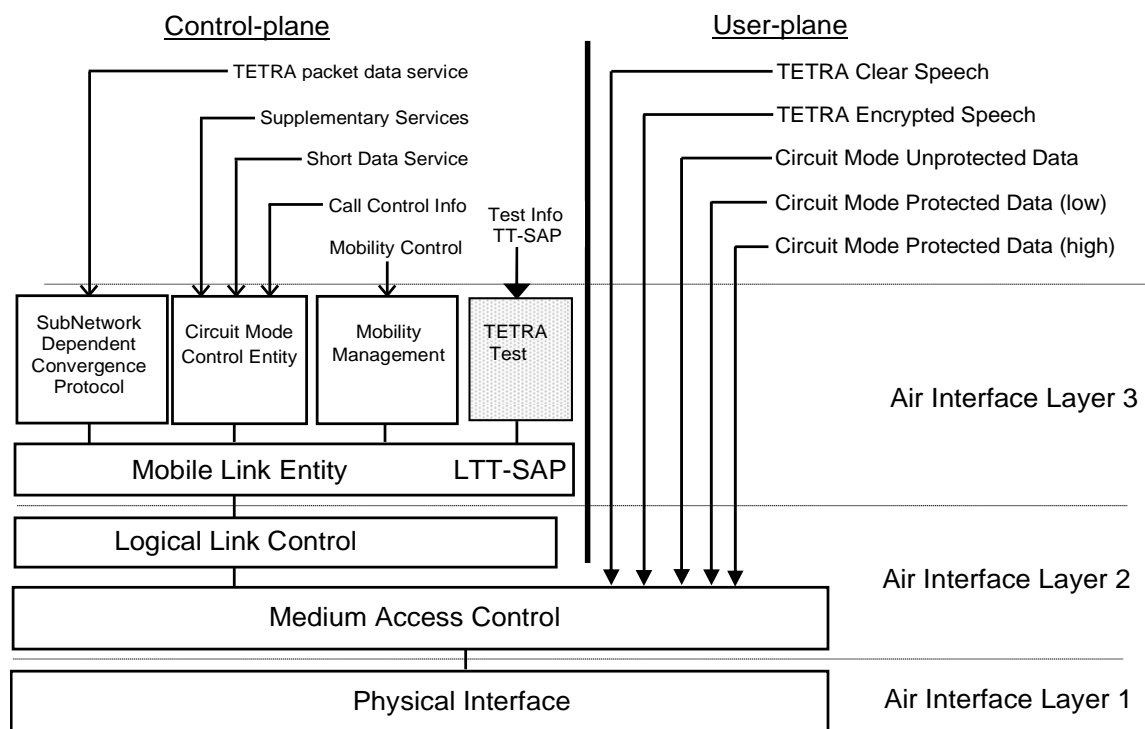 Control-plane
User-plane
TETRA packet data service
TETRA Clear Speech
Supplementary Services
TETRA Encrypted Speech
Short Data Service
Circuit Mode Unprotected Data
Call Control Info
Test Info
TT-SAP
Circuit Mode Protected Data (low)
Mobility Control
Circuit Mode Protected Data (high)
SubNetwork
Dependent
Convergence
Protocol
Circuit Mode
Control Entity
Mobility
Management
TETRA
Test
Air Interface Layer 3
Mobile Link Entity
LTT-SAP
Logical Link Control
Air Interface Layer 2
Medium Access Control
Physical Interface
Air Interface Layer 1